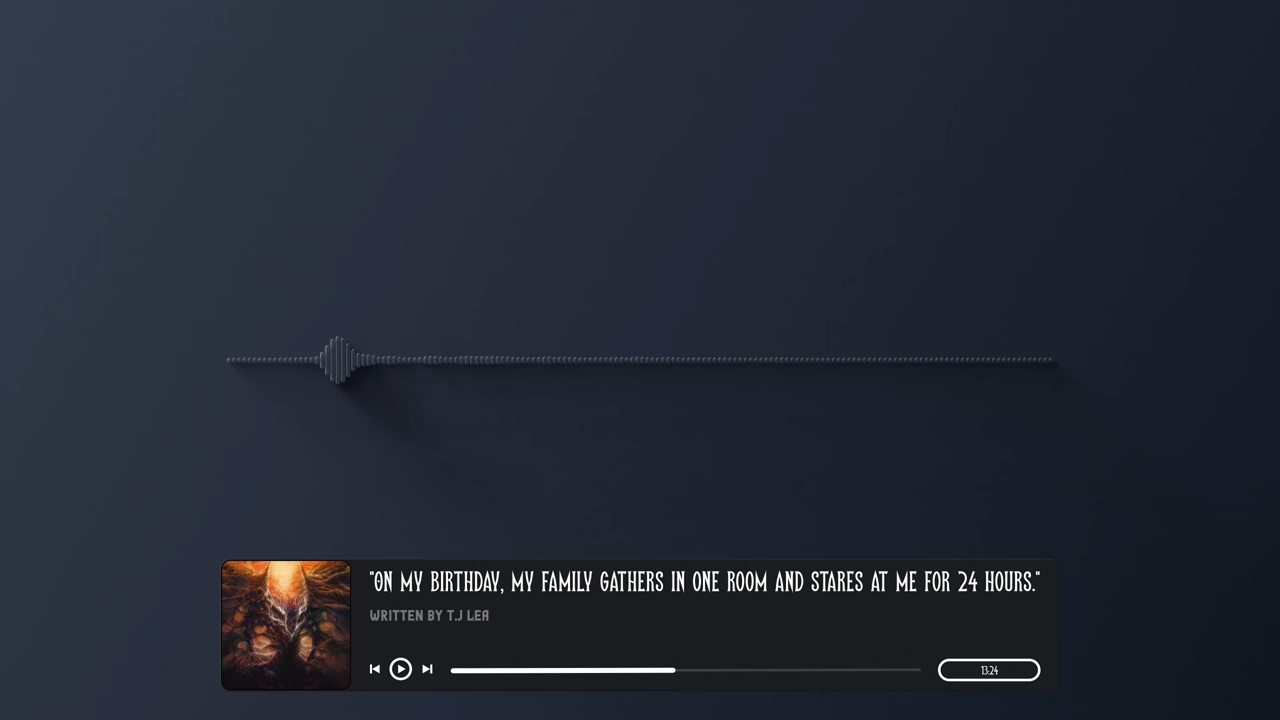 "ON MY BIRTHDAY, MY FAMILY GATHERS IN ONE ROOM AND STARES AT ME FOR 24 HOURS."
WRITTEN BY T.J LEA
13:24